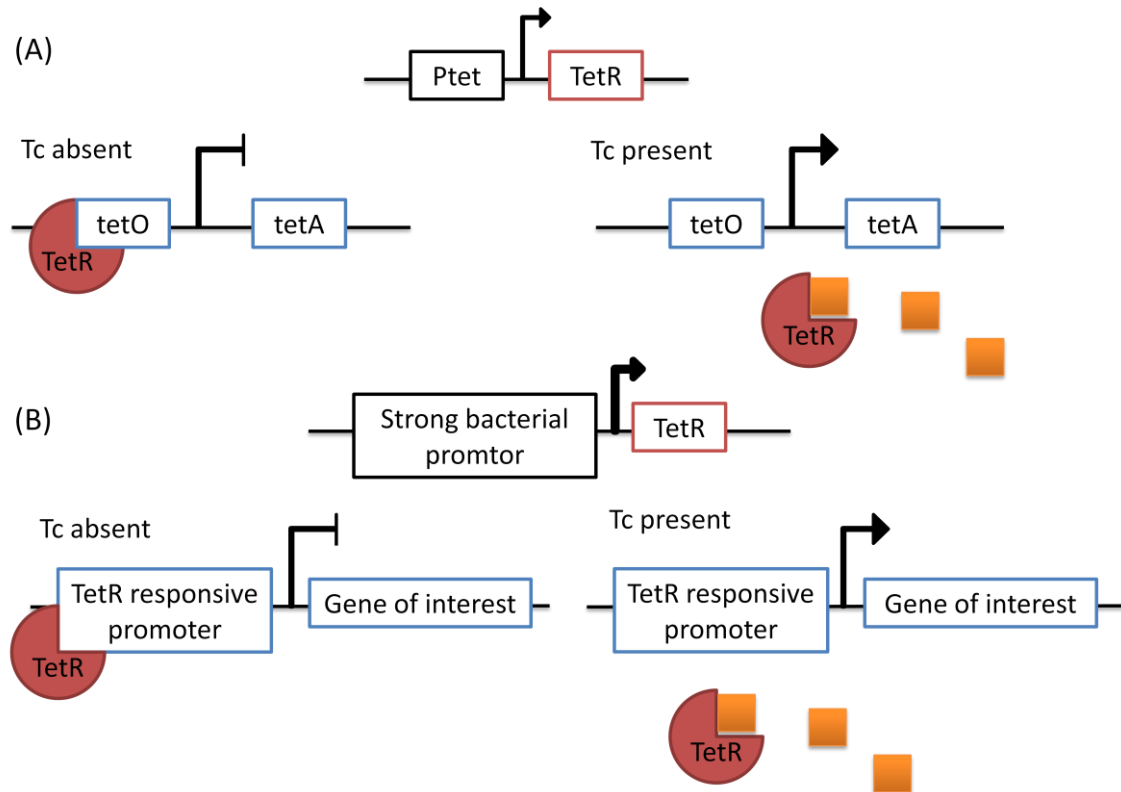 (A)
Ptet
TetR
Tc absent
Tc present
tetO
tetA
TetR
tetO
tetA
TetR
(B)
Strong bacterial
promtor
TetR
Tc absent
Tc present
TetR responsive
promoter
Gene of interest
TetR
TetR responsive
promoter
Gene of interest
TetR